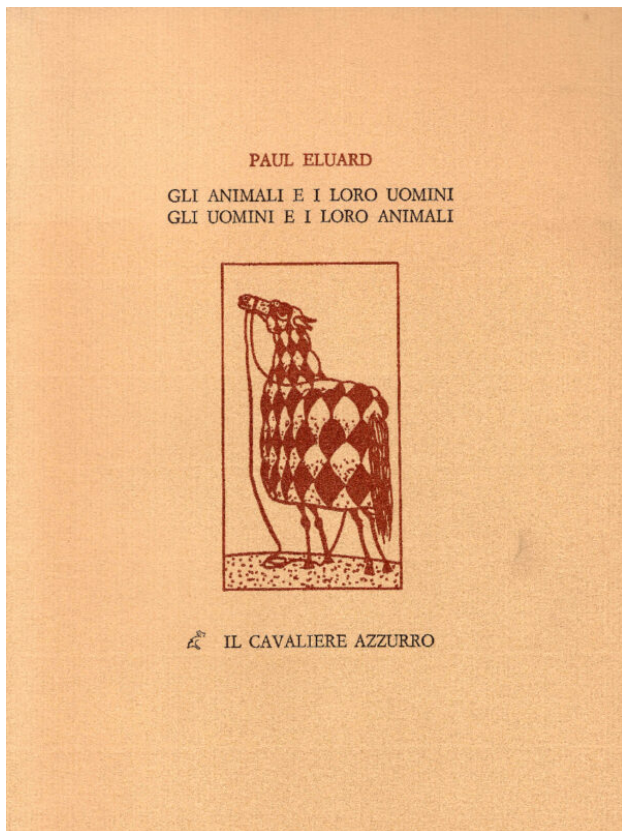 PAUL ELUARD
GLI ANIMALI E I LORO UOMINI
GLI UOMINI E I LORO ANIMALI
IL CAVALIERE AZZURRO